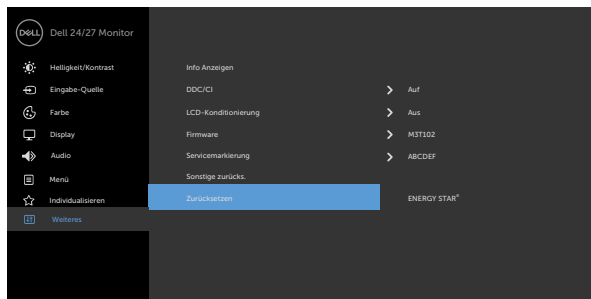 DELL Dell 24/27 Monitor
Helligkeit/Kontrast
Eingabe-Quelle
Farbe
Display
Audio
Menü
Individualisieren
Weiteres
Info Anzeigen
DDC/CI Auf
LCD-Konditionierung Aus
Firmware M3T102
Servicemarkierung ABCDEF
Sonstige zurücks.
Zurücksetzen ENERGY STAR®